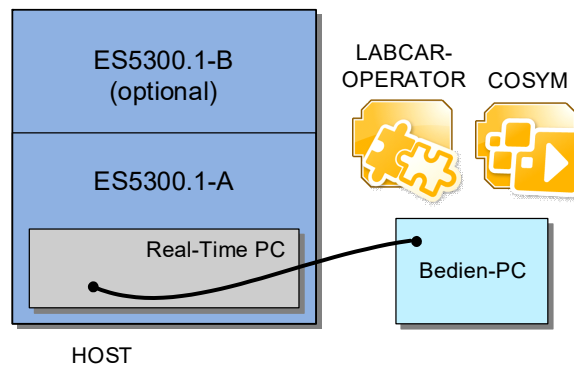 ES5300.1-B
(optional)
LABCAR-
OPERATOR
COSYM
ES5300.1-A
Real-Time PC
Bedien-PC
HOST